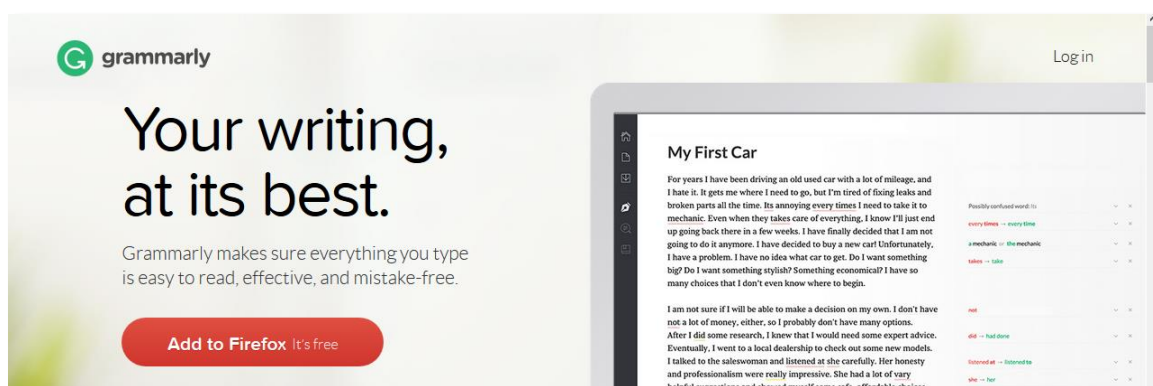 grammarly
Log in
Your writing,
at its best.
Grammarly makes sure everything you type
is easy to read, effective, and mistake-free.
Add to Firefox It's free
My First Car
For years I have been driving an old used car with a lot of mileage, and
I hate it. It gets me where I need to go, but I'm tired of fixing leaks and
broken parts all the time. Its annoying every times I need to take it to
mechanic. Even when they takes care of everything, I know I'll just end
up going back there in a few weeks. I have finally decided that I am not
going to do it anymore. I have decided to buy a new car! Unfortunately,
I have a problem. I have no idea what car to get. Do I want something
big? Do I want something stylish? Something economical? I have so
many choices that I don't even know where to begin.
I am not sure if I will be able to make a decision on my own. I don't have
not a lot of money, either, so I probably don't have many options.
After I did some research, I knew that I would need some expert advice.
Eventually, I went to a local dealership to check out some new models.
I talked to the saleswoman and listened at she carefully. Her honesty
and professionalism were really impressive. She had a lot of vary
Possibly confused word: Its
every times → every time
a mechanic or the mechanic
takes → take
not
did → had done
listened at → listened to
she → her